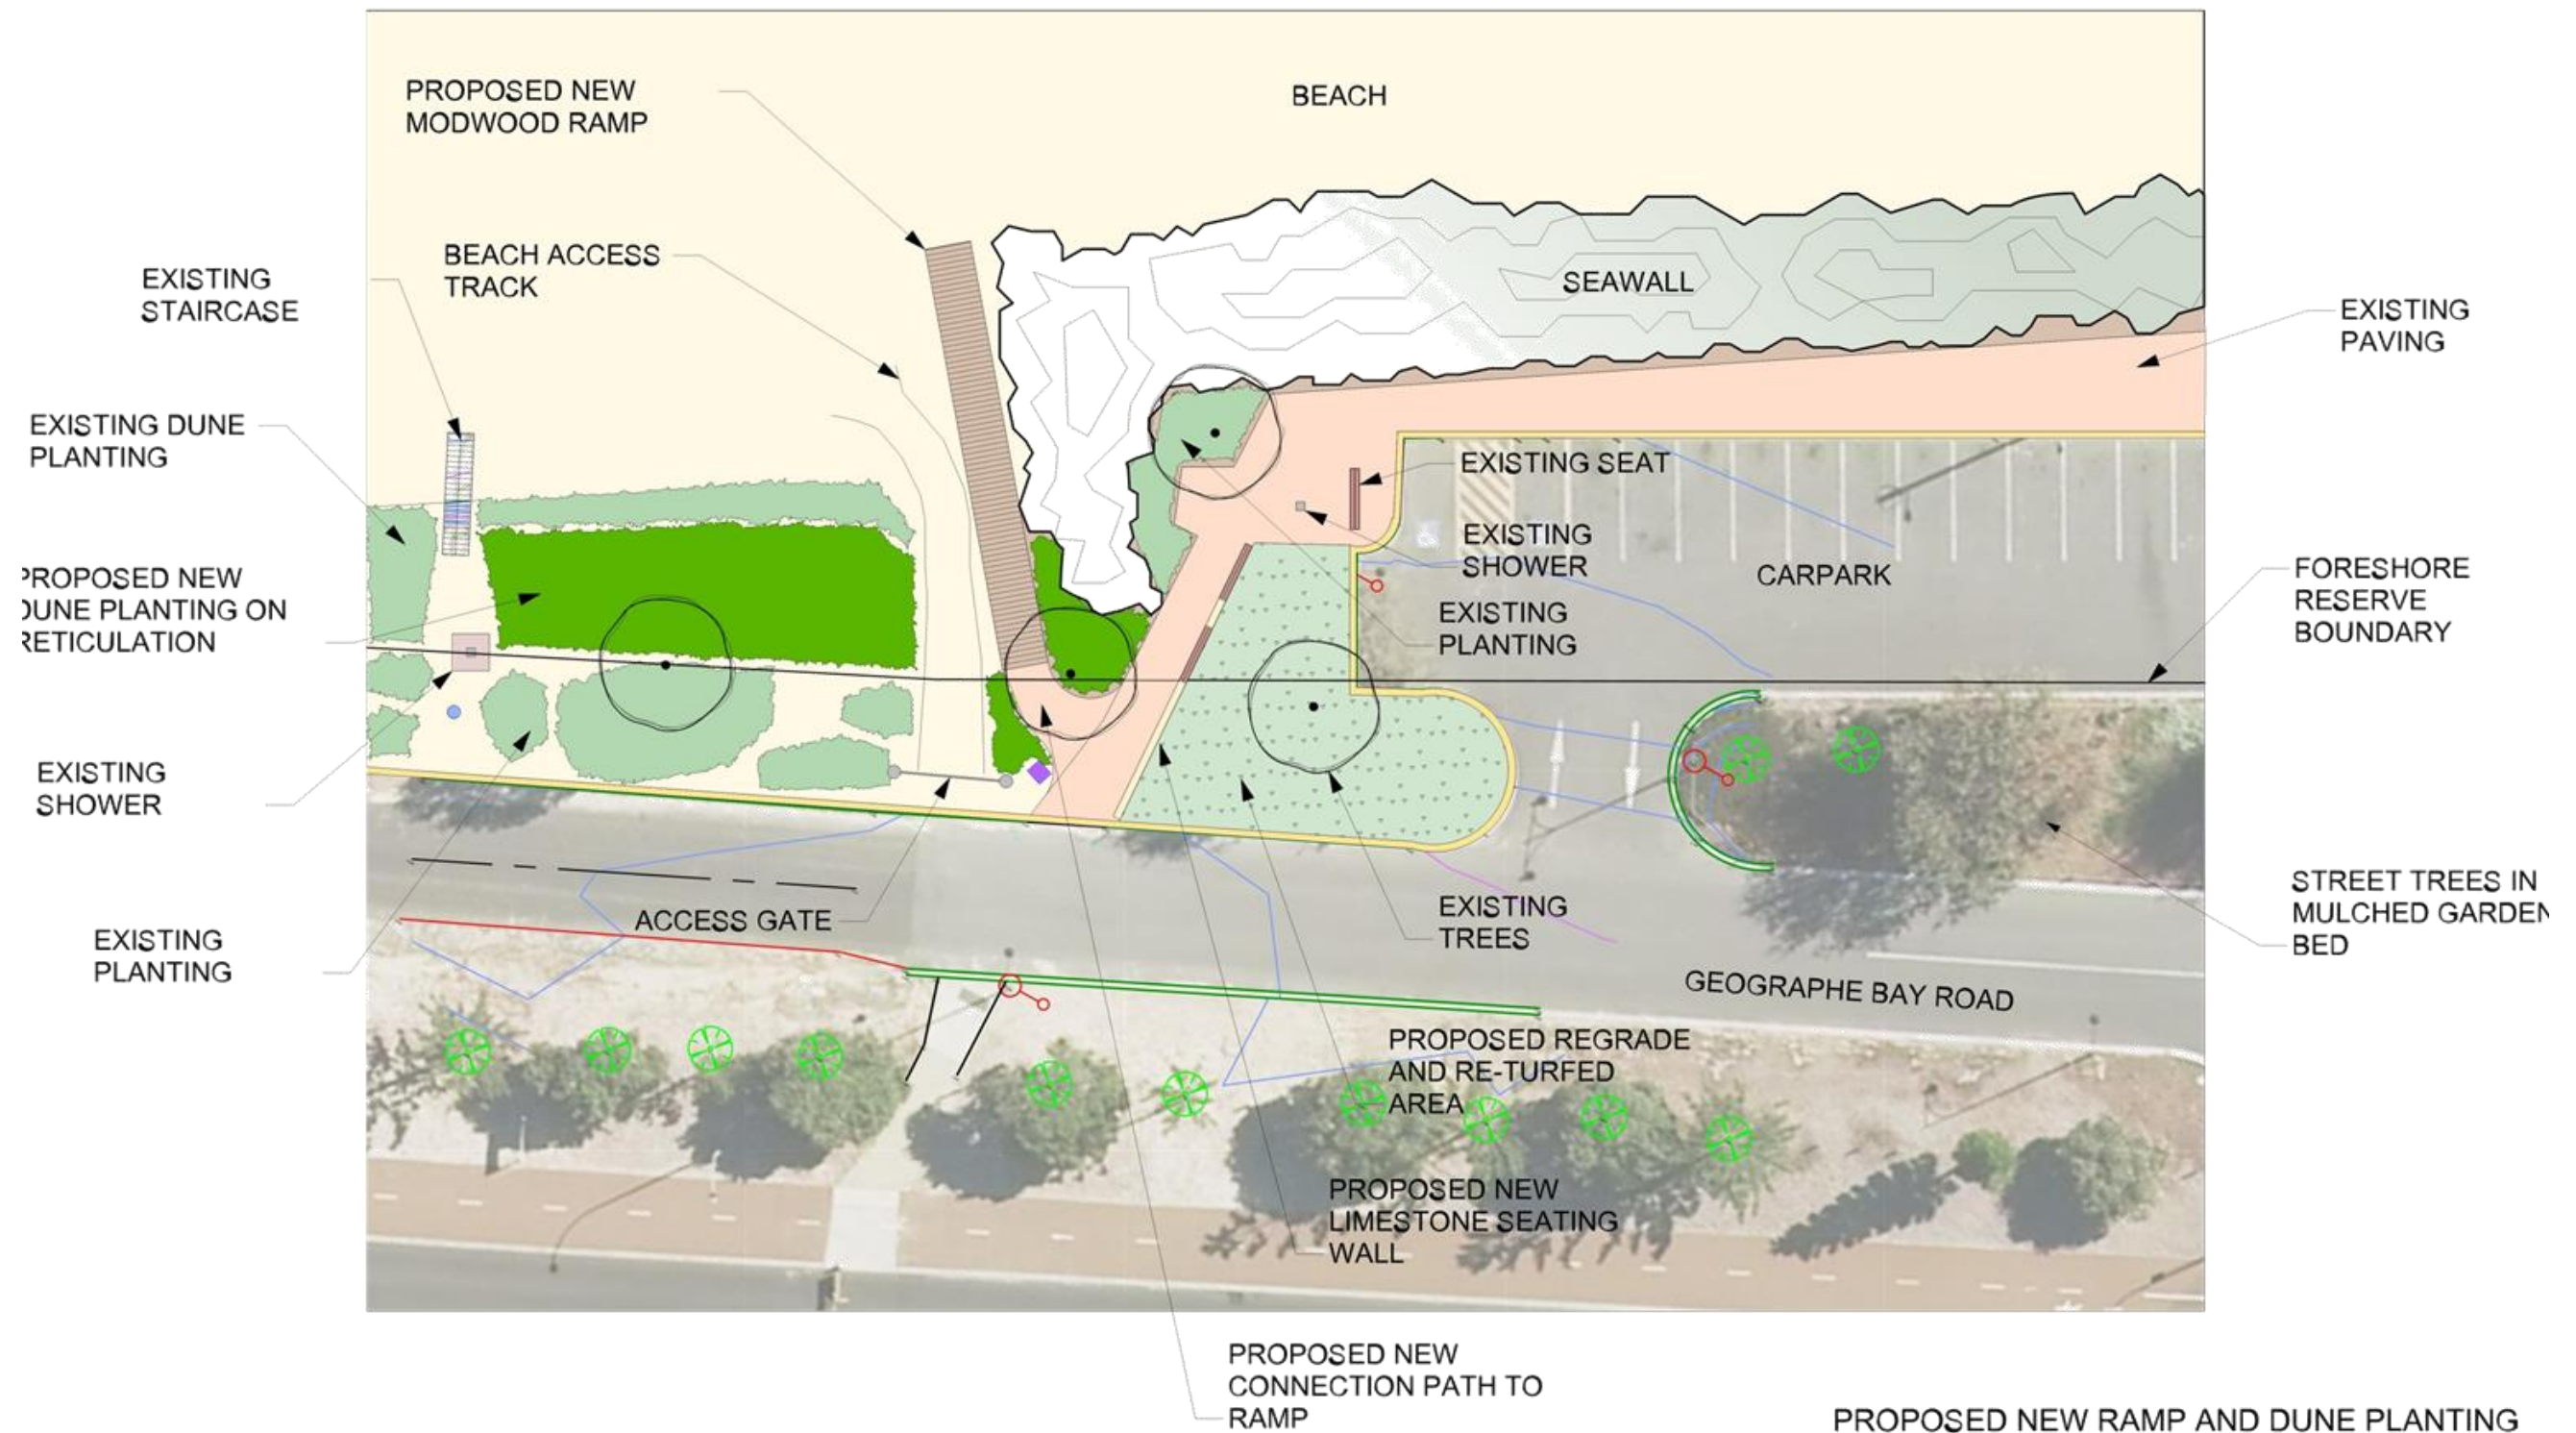 PROPOSED NEW
MODWOOD RAMP
BEACH
BEACH ACCESS
TRACK
EXISTING
STAIRCASE
SEAWALL
EXISTING
PAVING
EXISTING DUNE
PLANTING
EXISTING SEAT
EXISTING
SHOWER
CARPARK
FORESHORE
RESERVE
BOUNDARY
PROPOSED NEW
DUNE PLANTING ON
RETICULATION
EXISTING
PLANTING
EXISTING
SHOWER
EXISTING
PLANTING
ACCESS GATE
EXISTING
TREES
STREET TREES IN
MULCHED GARDEN
BED
GEOGRAPHE BAY ROAD
PROPOSED REGRADE
AND RE-TURFED
AREA
PROPOSED NEW
LIMESTONE SEATING
WALL
PROPOSED NEW
CONNECTION PATH TO
RAMP
PROPOSED NEW RAMP AND DUNE PLANTING